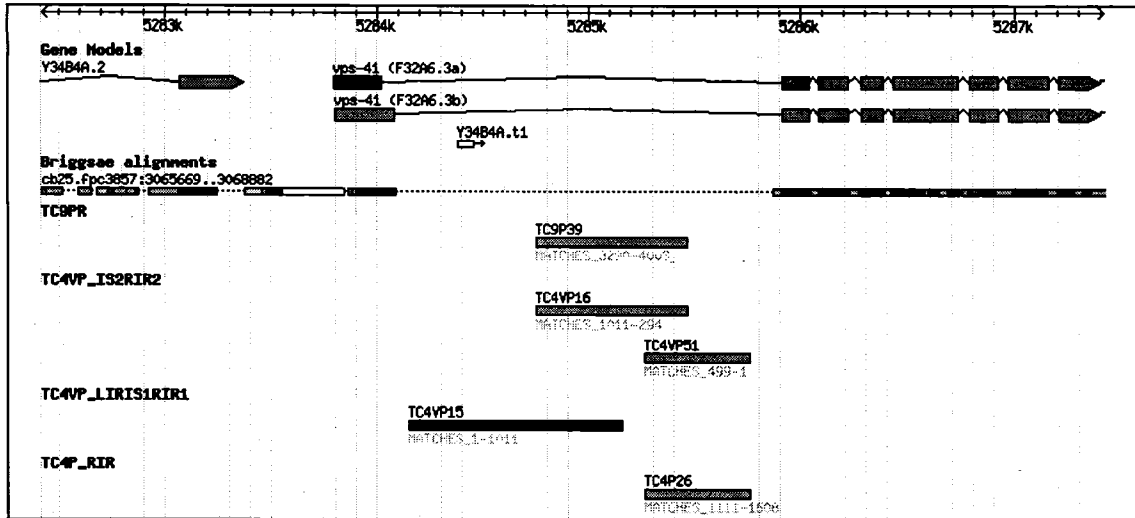 5283k 5284k 5285k 5286k 5287k
Gene Models
Y34B4A.2 vps-41 (F32A6.3a)
vps-41 (F32A6.3b)
Y34B4A.t1
Briggsae alignments
cb25.fpc3857:3065669..3068882
TC9PR
TC9P39
TC4VP_IS2RIR2
TC4VP16
MATCHES_1011-294
TC4VP51
MATCHES_499-1
TC4VP_LIRIS1RIR1
TC4VP15
MATCHES_1-1011
TC4P_RIR
TC4P26